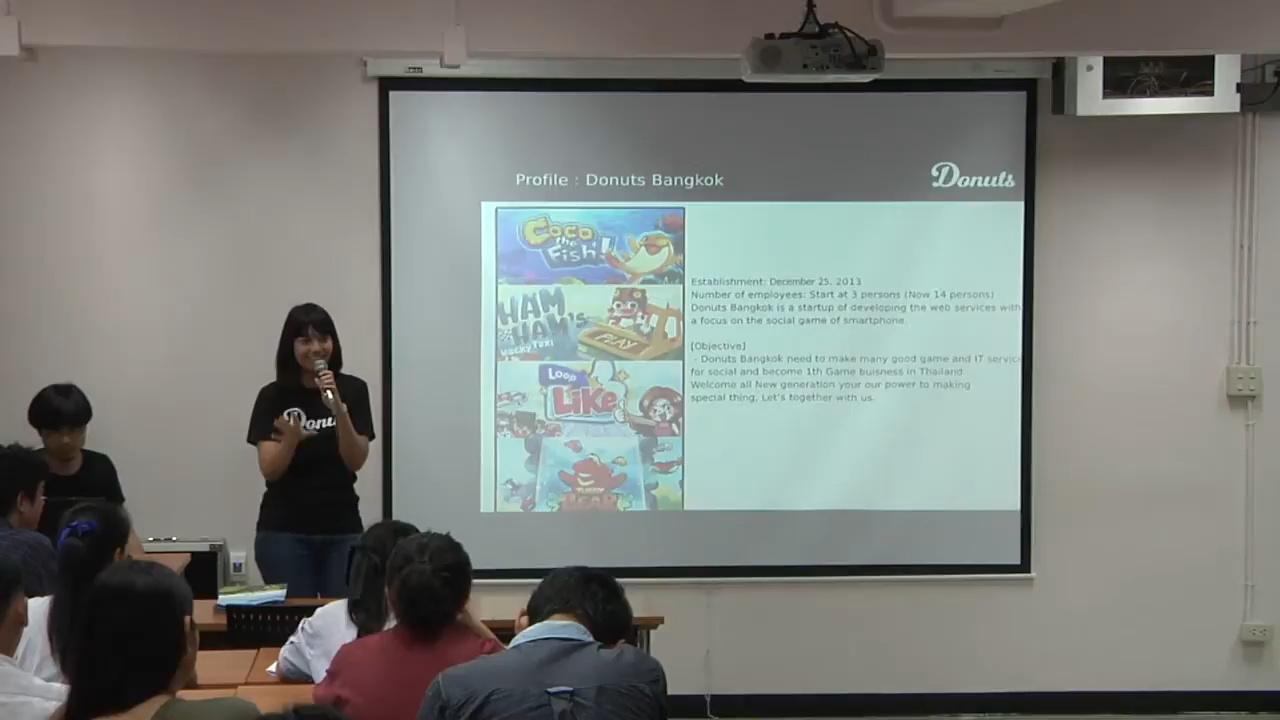 Profile : Donuts Bangkok
Donuts
Coco
the
Fish!
HAM
HAM's
WACKY TAXI
PLAY
Loop
Like
Establishment: December 25, 2013
Number of employees: Start at 3 persons (Now 14 persons)
Donuts Bangkok is a startup of developing the web services with
a focus on the social game of smartphone.
[Objective]
- Donuts Bangkok need to make many good game and IT service
for social and become 1th Game buisness in Thailand
Welcome all New generation your our power to making
special thing, Let's together with us.
Donu